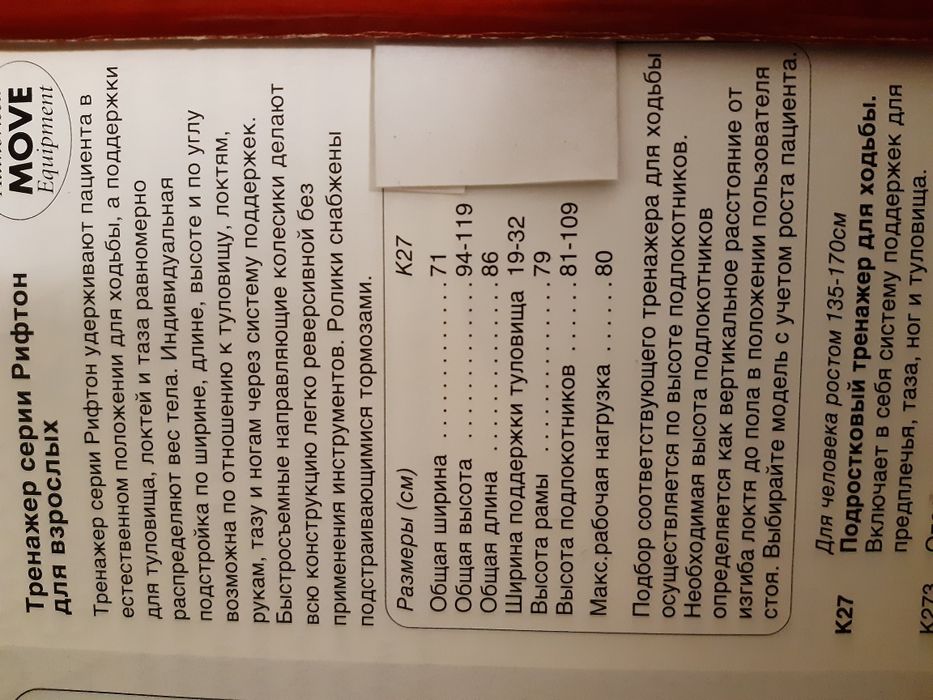 MOVE
Equipment
Тренажер серии Рифтон
для взрослых
Тренажер серии Рифтон удерживают пациента в
естественном положении для ходьбы, а поддержки
для туловища, локтей и таза равномерно
распределяют вес тела. Индивидуальная
подстройка по ширине, длине, высоте и по углу
возможна по отношению к туловищу, локтям,
рукам, тазу и ногам через систему поддержек.
Быстросъемные направляющие колесики делают
всю конструкцию легко реверсивной без
применения инструментов. Ролики снабжены
подстраивающимися тормозами.
Размеры (см) K27
Общая ширина 71
Общая высота 94-119
Общая длина 86
Ширина поддержки туловища 19-32
Высота рамы 79
Высота подлокотников 81-109
Макс.рабочая нагрузка 80
Подбор соответствующего тренажера для ходьбы
осуществляется по высоте подлокотников.
Необходимая высота подлокотников
определяется как вертикальное расстояние от
изгиба локтя до пола в положении пользователя
стоя. Выбирайте модель с учетом роста пациента.
Для человека ростом 135-170см
K27 Подростковый тренажер для ходьбы.
Включает в себя систему поддержек для
предплечья, таза, ног и туловища.
K273